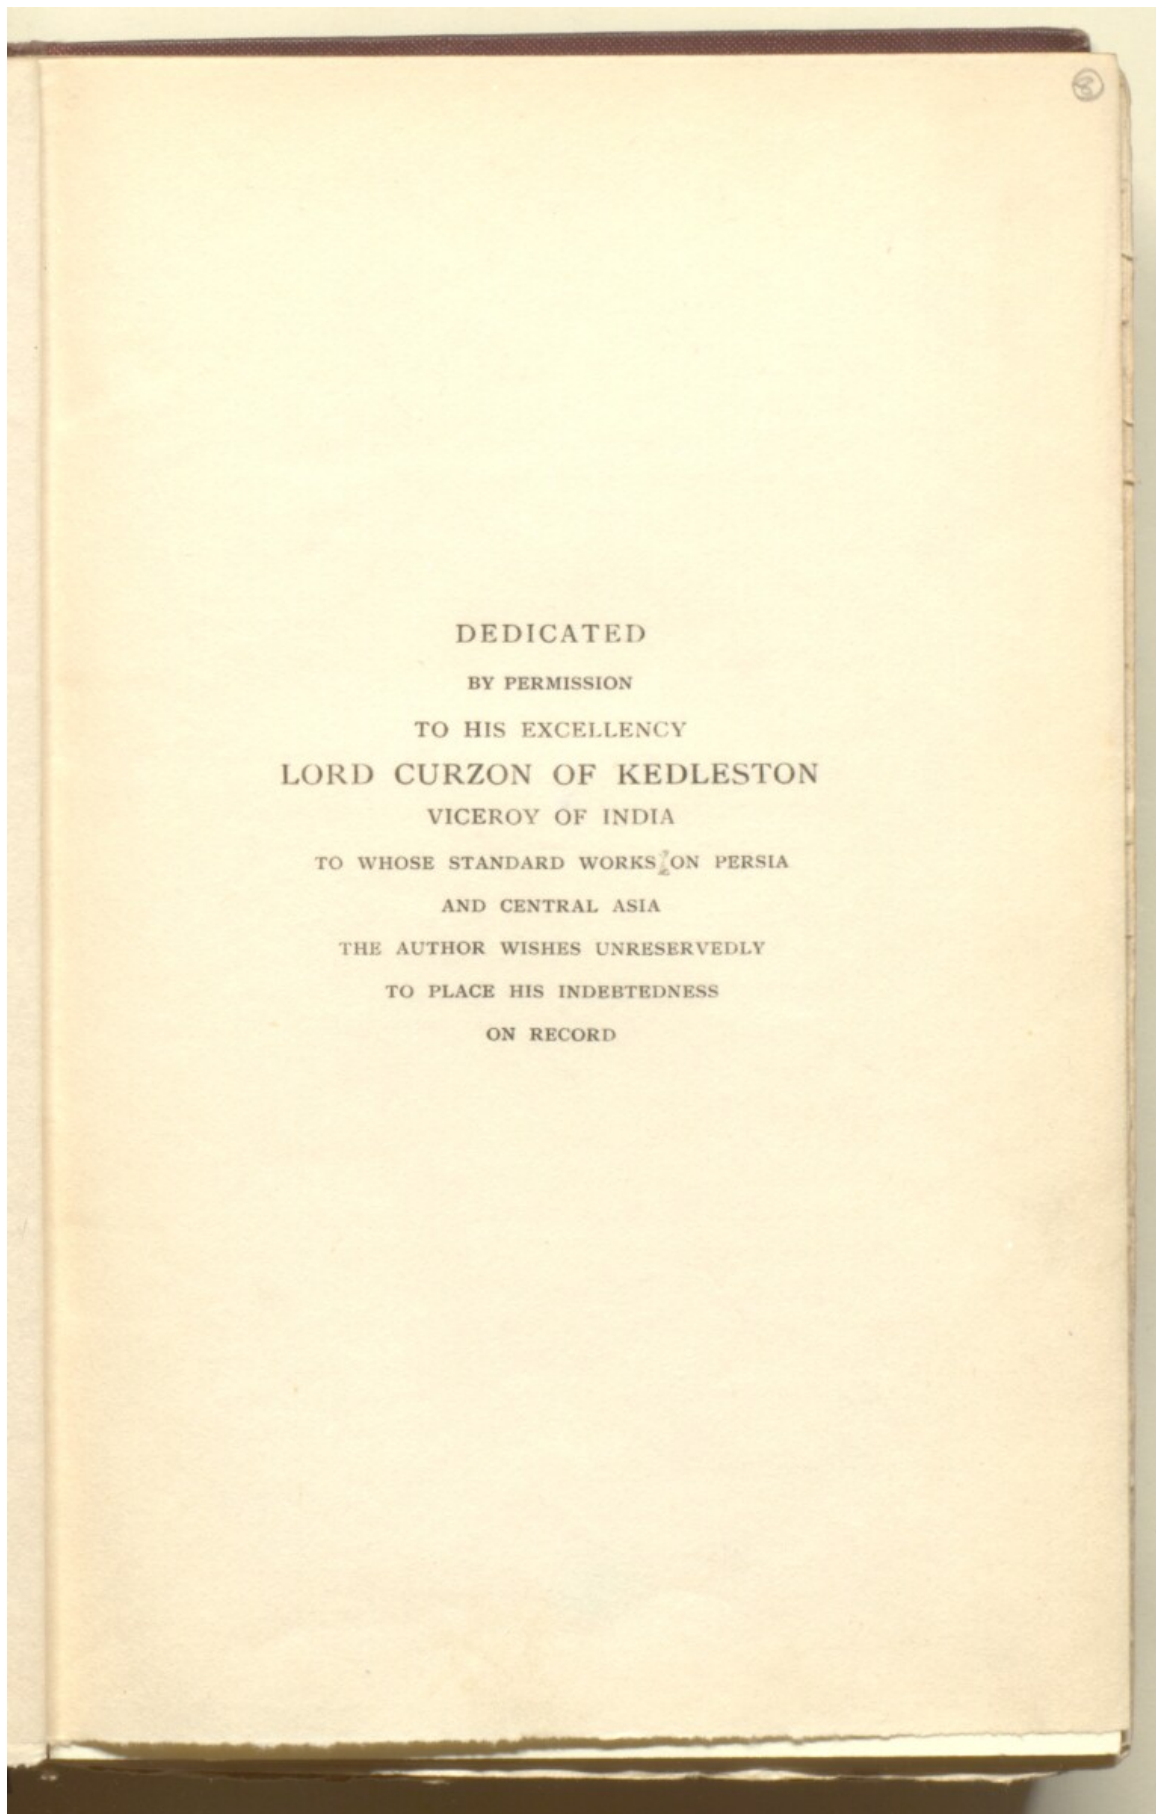 DEDICATED
BY PERMISSION
TO HIS EXCELLENCY
LORD CURZON OF KEDLESTON
VICEROY OF INDIA
TO WHOSE STANDARD WORKS ON PERSIA
AND CENTRAL ASIA
THE AUTHOR WISHES UNRESERVEDLY
TO PLACE HIS INDEBTEDNESS
ON RECORD